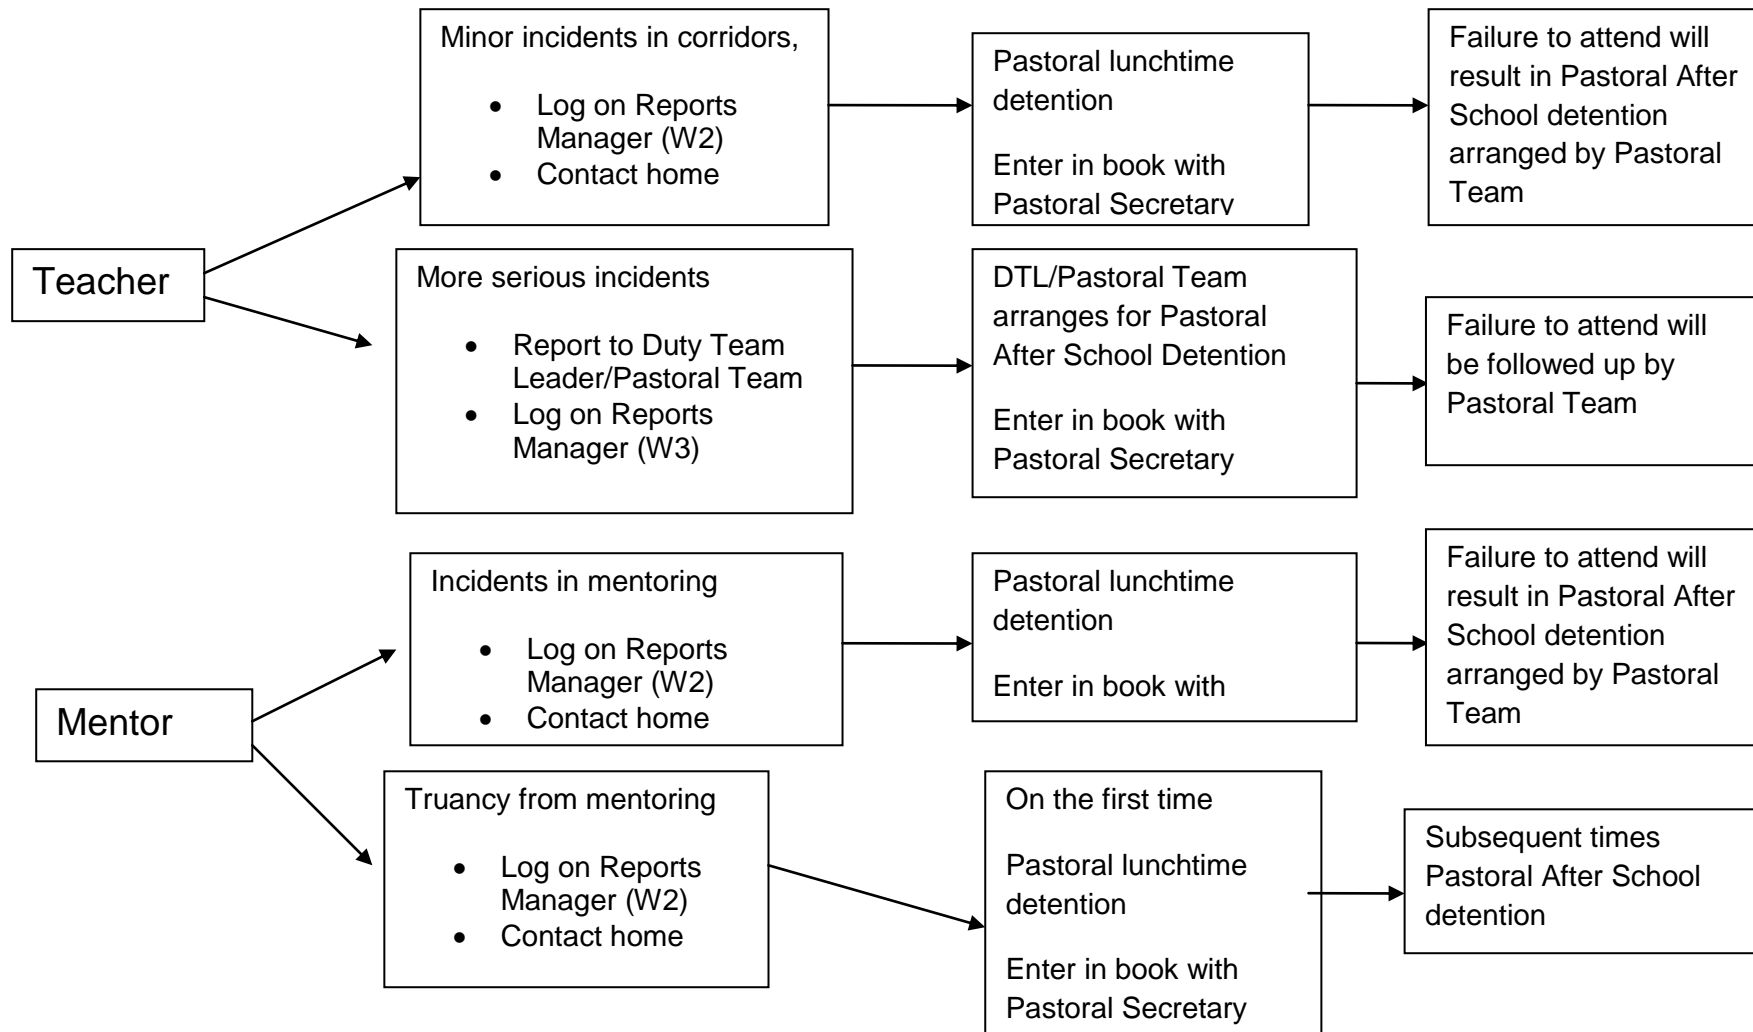 Minor incidents in corridors,
• Log on Reports
Manager (W2)
• Contact home
Pastoral lunchtime
detention
Enter in book with
Pastoral Secretary
Failure to attend will
result in Pastoral After
School detention
arranged by Pastoral
Team
Teacher
More serious incidents
• Report to Duty Team
Leader/Pastoral Team
• Log on Reports
Manager (W3)
DTL/Pastoral Team
arranges for Pastoral
After School Detention
Enter in book with
Pastoral Secretary
Failure to attend will
be followed up by
Pastoral Team
Mentor
Incidents in mentoring
• Log on Reports
Manager (W2)
• Contact home
Pastoral lunchtime
detention
Enter in book with
Failure to attend will
result in Pastoral After
School detention
arranged by Pastoral
Team
Truancy from mentoring
• Log on Reports
Manager (W2)
• Contact home
On the first time
Pastoral lunchtime
detention
Enter in book with
Pastoral Secretary
Subsequent times
Pastoral After School
detention